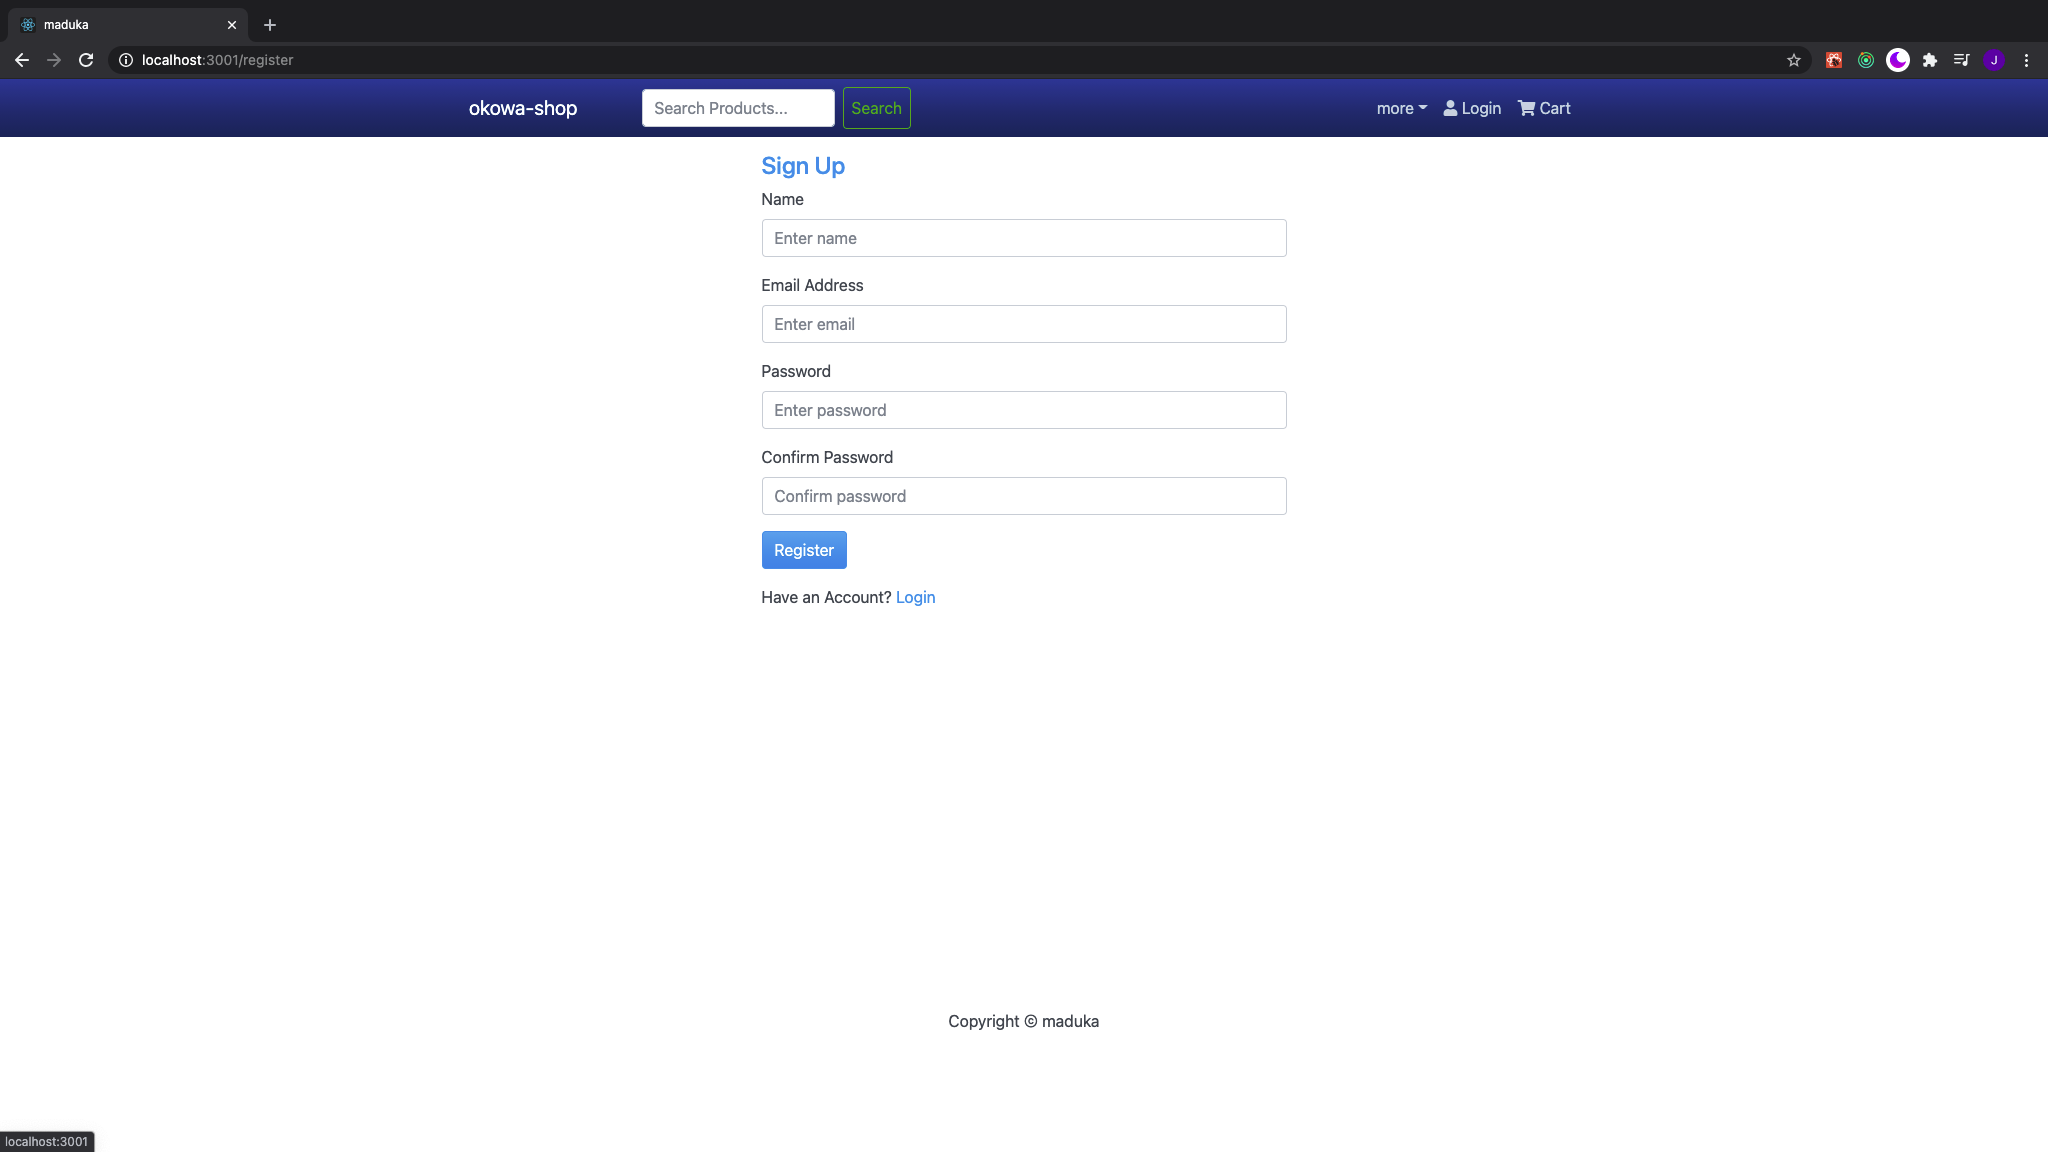 maduka
localhost:3001/register
J
okowa-shop
Search Products...
Search
more
Login
Cart
Sign Up
Name
Enter name
Email Address
Enter email
Password
Enter password
Confirm Password
Confirm password
Register
Have an Account? Login
Copyright © maduka
localhost:3001